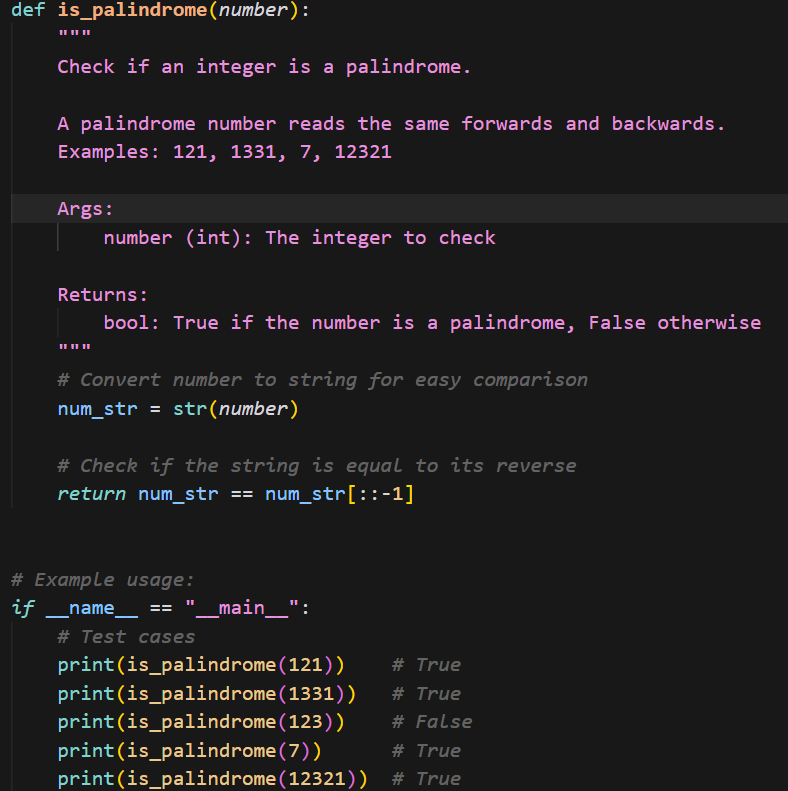 def is_palindrome(number):
    """
    Check if an integer is a palindrome.

    A palindrome number reads the same forwards and backwards.
    Examples: 121, 1331, 7, 12321

    Args:
        number (int): The integer to check

    Returns:
        bool: True if the number is a palindrome, False otherwise
    """
    # Convert number to string for easy comparison
    num_str = str(number)

    # Check if the string is equal to its reverse
    return num_str == num_str[::-1]


# Example usage:
if __name__ == "__main__":
    # Test cases
    print(is_palindrome(121))    # True
    print(is_palindrome(1331))   # True
    print(is_palindrome(123))    # False
    print(is_palindrome(7))      # True
    print(is_palindrome(12321))  # True